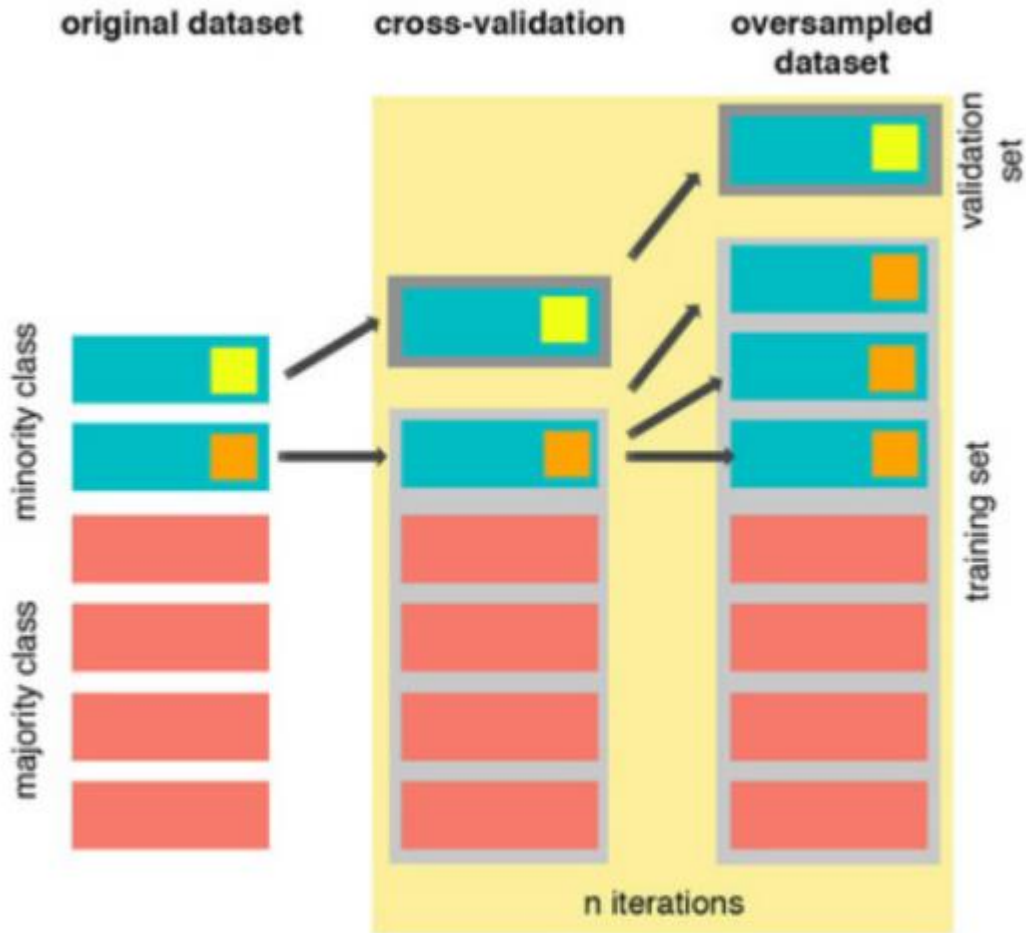 original dataset
cross-validation
oversampled
dataset
validation
set
minority class
training set
majority class
n iterations